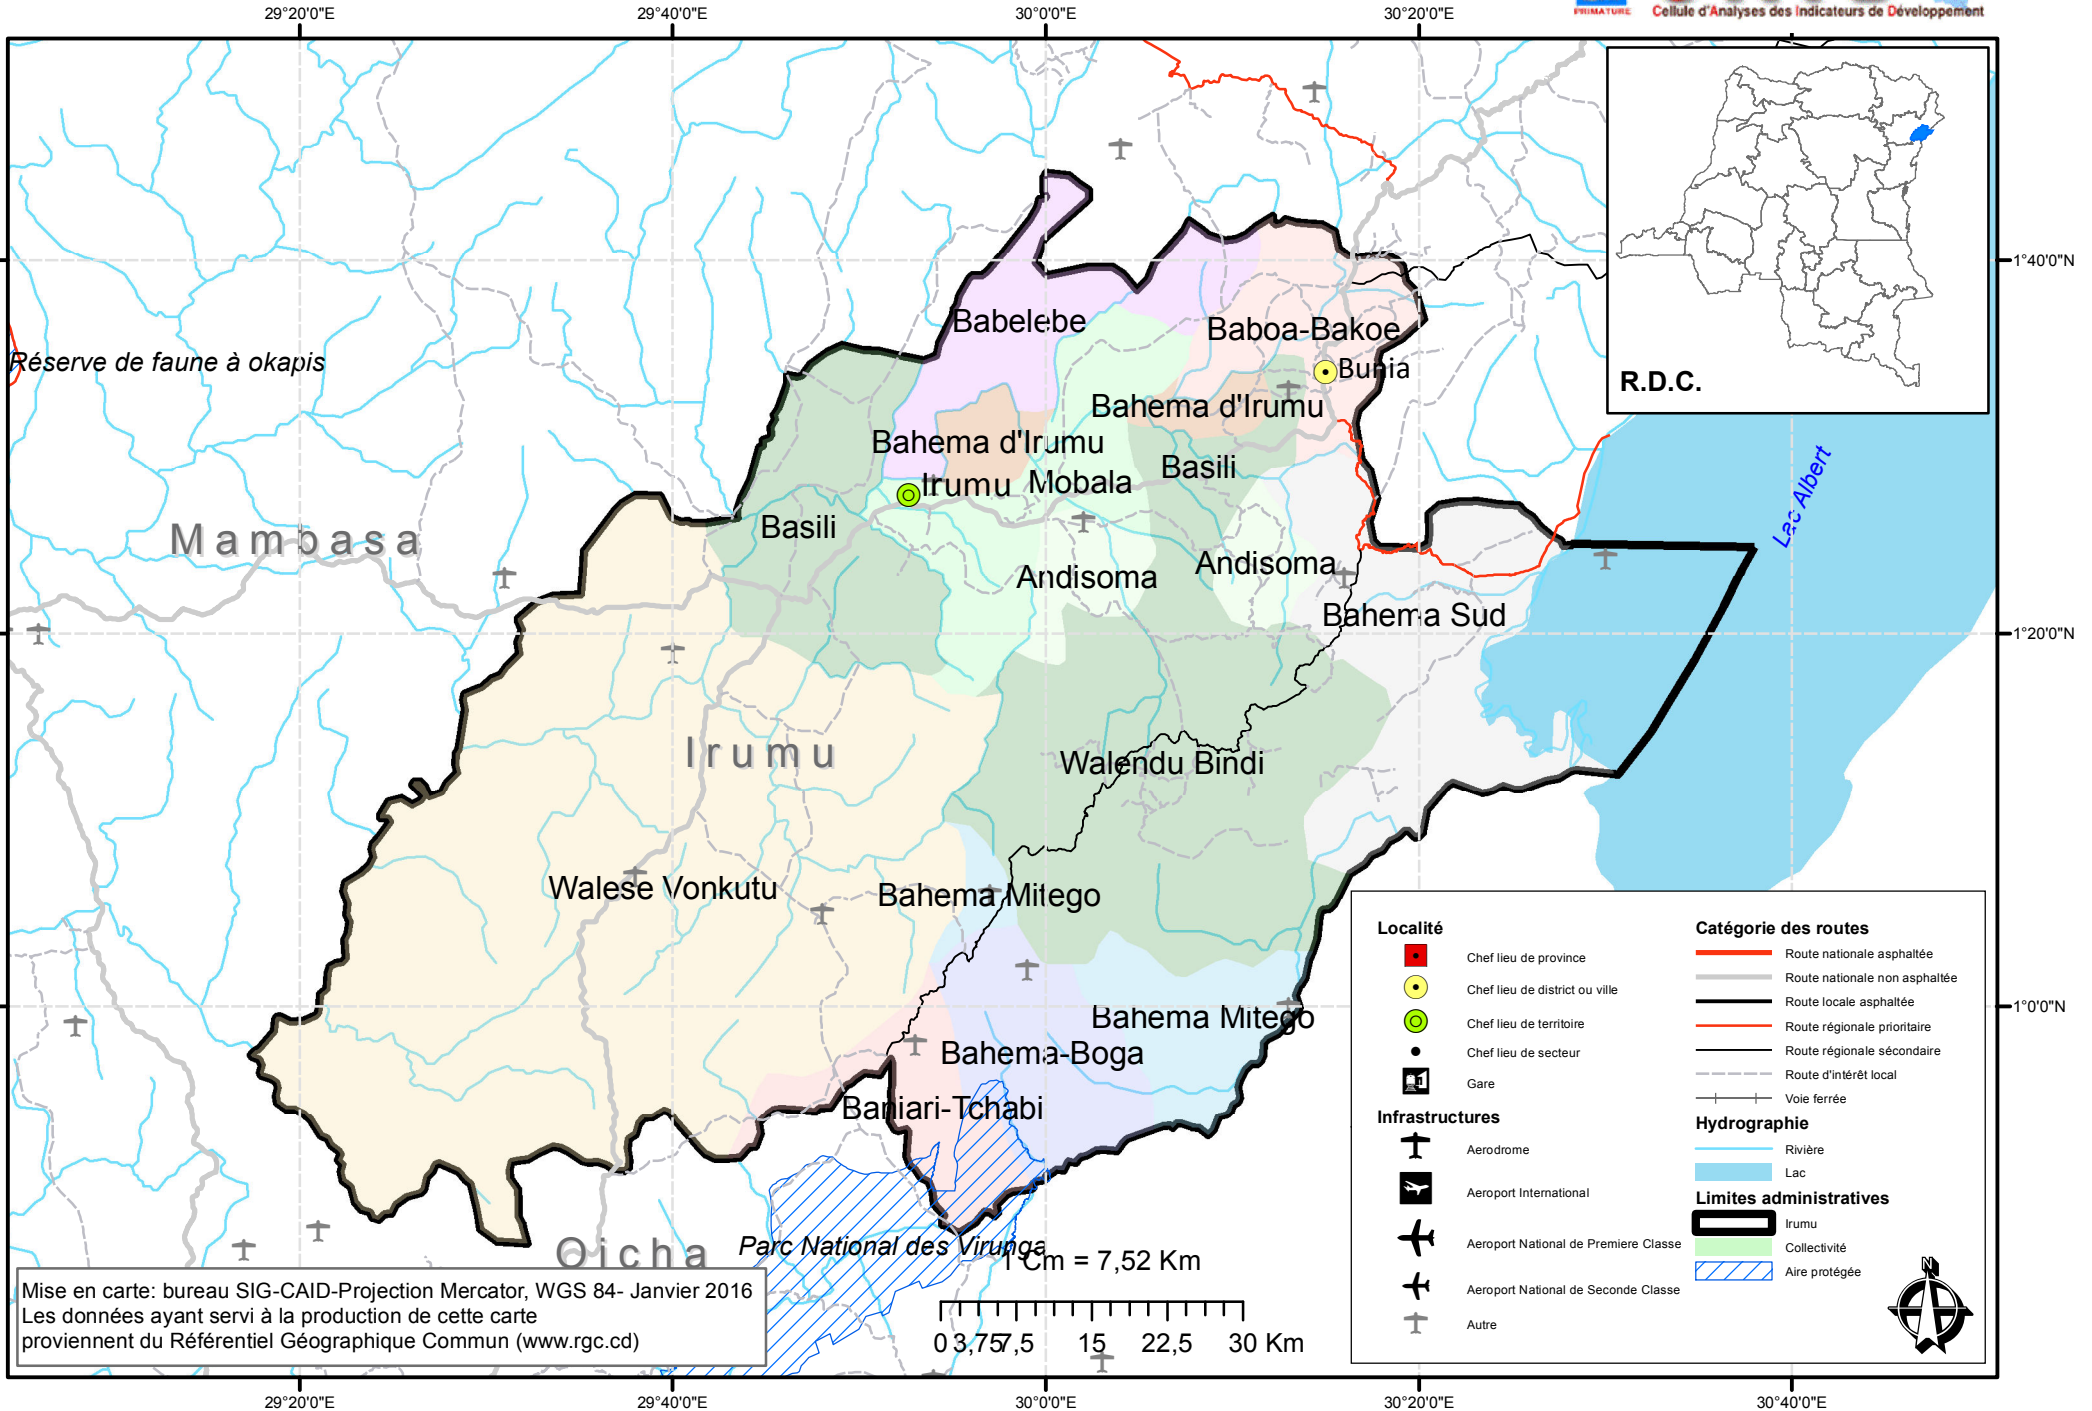 29°20'0"E
29°40'0"E
30°0'0"E
30°20'0"E
PRIMATURE
Cellule d'Analyses des Indicateurs de Développement
R.D.C.
1°40'0"N
1°20'0"N
1°0'0"N
Réserve de faune à okapis
Mambasa
Irumu
Oicha
Babelebe
Baboa-Bakoe
Bunia
Bahema d'Irumu
Bahema d'Irumu
Irumu
Mobala
Basili
Basili
Andisoma
Andisoma
Bahema Sud
Lac Albert
Walendu Bindi
Walese Vonkutu
Bahema Mitego
Bahema Mitego
Bahema-Boga
Baniari-Tchabi
Parc National des Virunga
1 Cm = 7,52 Km
0 3,75 7,5 15 22,5 30 Km
Mise en carte: bureau SIG-CAID-Projection Mercator, WGS 84- Janvier 2016
Les données ayant servi à la production de cette carte
proviennent du Référentiel Géographique Commun (www.rgc.cd)
Localité
Chef lieu de province
Chef lieu de district ou ville
Chef lieu de territoire
Chef lieu de secteur
Gare
Infrastructures
Aerodrome
Aeroport International
Aeroport National de Premiere Classe
Aeroport National de Seconde Classe
Autre
Catégorie des routes
Route nationale asphaltée
Route nationale non asphaltée
Route locale asphaltée
Route régionale prioritaire
Route régionale sécondaire
Route d'intérêt local
Voie ferrée
Hydrographie
Rivière
Lac
Limites administratives
Irumu
Collectivité
Aire protégée
N
29°20'0"E
29°40'0"E
30°0'0"E
30°20'0"E
30°40'0"E